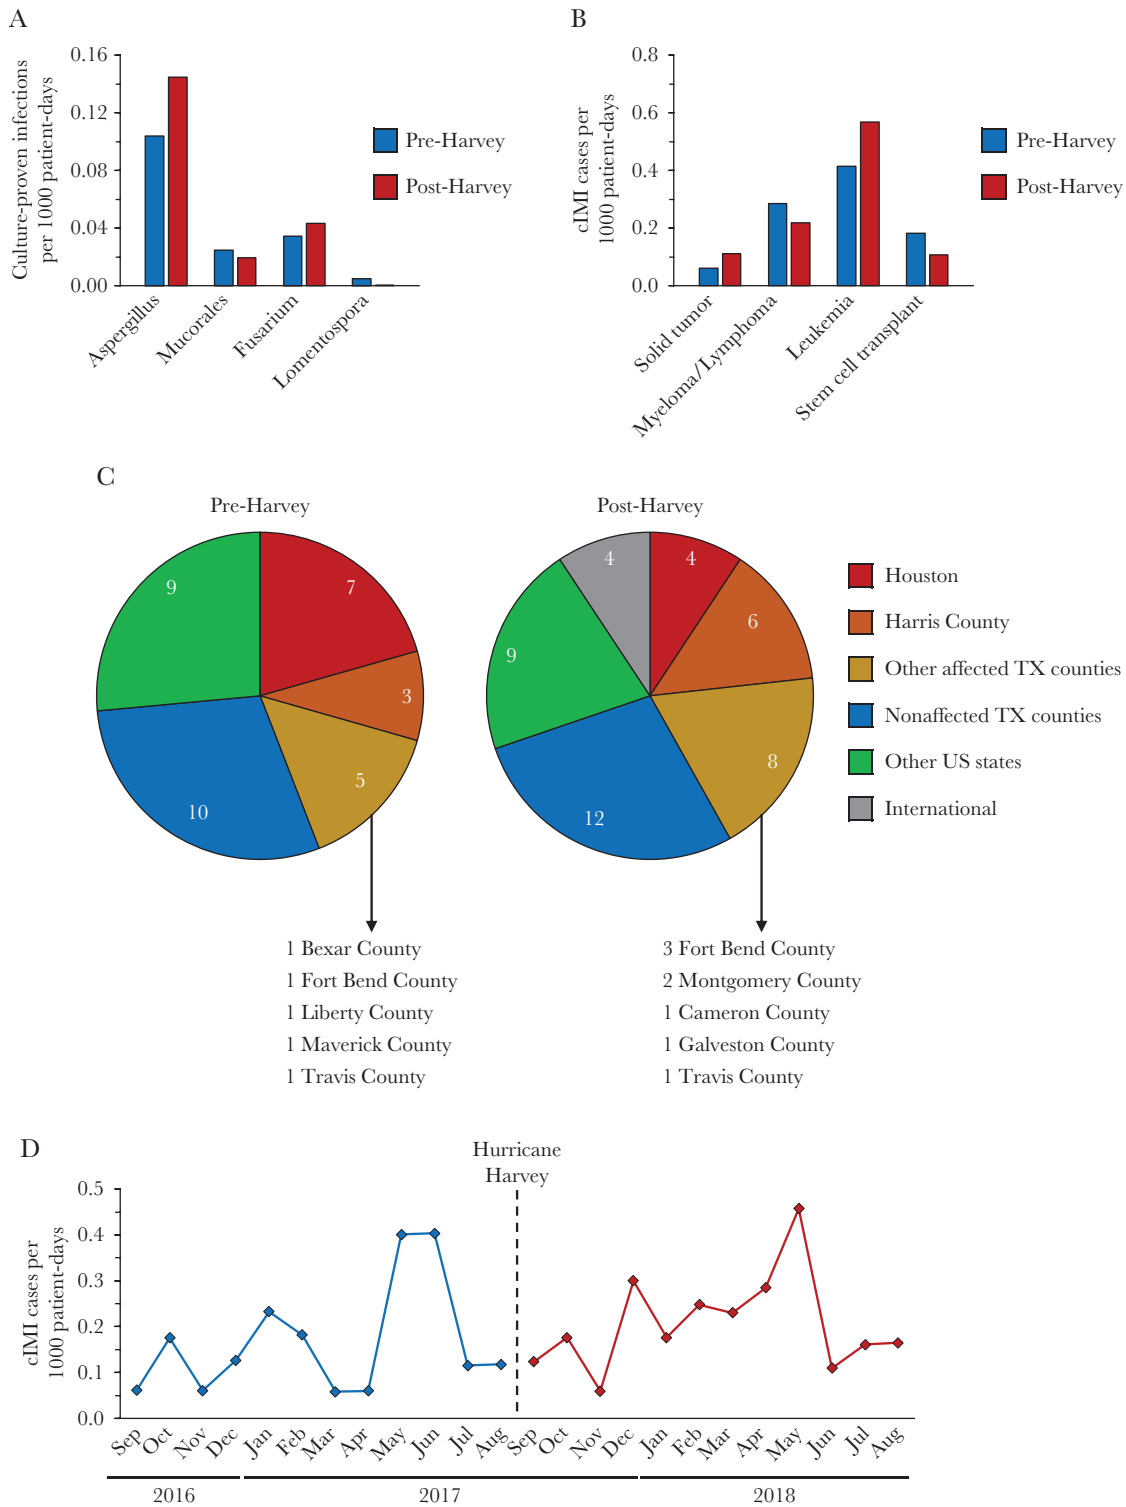 A
Culture-proven infections
per 1000 patient-days
0.16
0.12
0.08
0.04
0.00
Aspergillus
Mucorales
Fusarium
Lomentospora
Pre-Harvey
Post-Harvey
B
cIMI cases per
1000 patient-days
0.8
0.6
0.4
0.2
0.0
Solid tumor
Myeloma/Lymphoma
Leukemia
Stem cell transplant
Pre-Harvey
Post-Harvey
C
Pre-Harvey
7
3
5
10
9
1 Bexar County
1 Fort Bend County
1 Liberty County
1 Maverick County
1 Travis County
Post-Harvey
4
6
8
12
9
4
3 Fort Bend County
2 Montgomery County
1 Cameron County
1 Galveston County
1 Travis County
Houston
Harris County
Other affected TX counties
Nonaffected TX counties
Other US states
International
D
Hurricane
Harvey
cIMI cases per
1000 patient-days
0.5
0.4
0.3
0.2
0.1
0.0
Sep Oct Nov Dec Jan Feb Mar Apr May Jun Jul Aug Sep Oct Nov Dec Jan Feb Mar Apr May Jun Jul Aug
2016 2017 2018